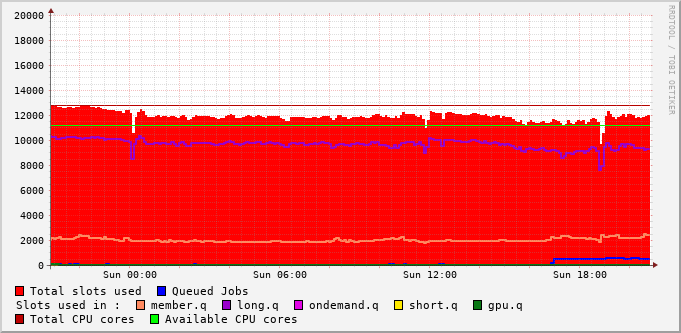 RRDTOOL / TOBI OETIKER
20000
18000
16000
14000
12000
10000
8000
6000
4000
2000
0
Sun 00:00 Sun 06:00 Sun 12:00 Sun 18:00
Total slots used Queued Jobs
Slots used in : member.q long.q ondemand.q short.q gpu.q
Total CPU cores Available CPU cores